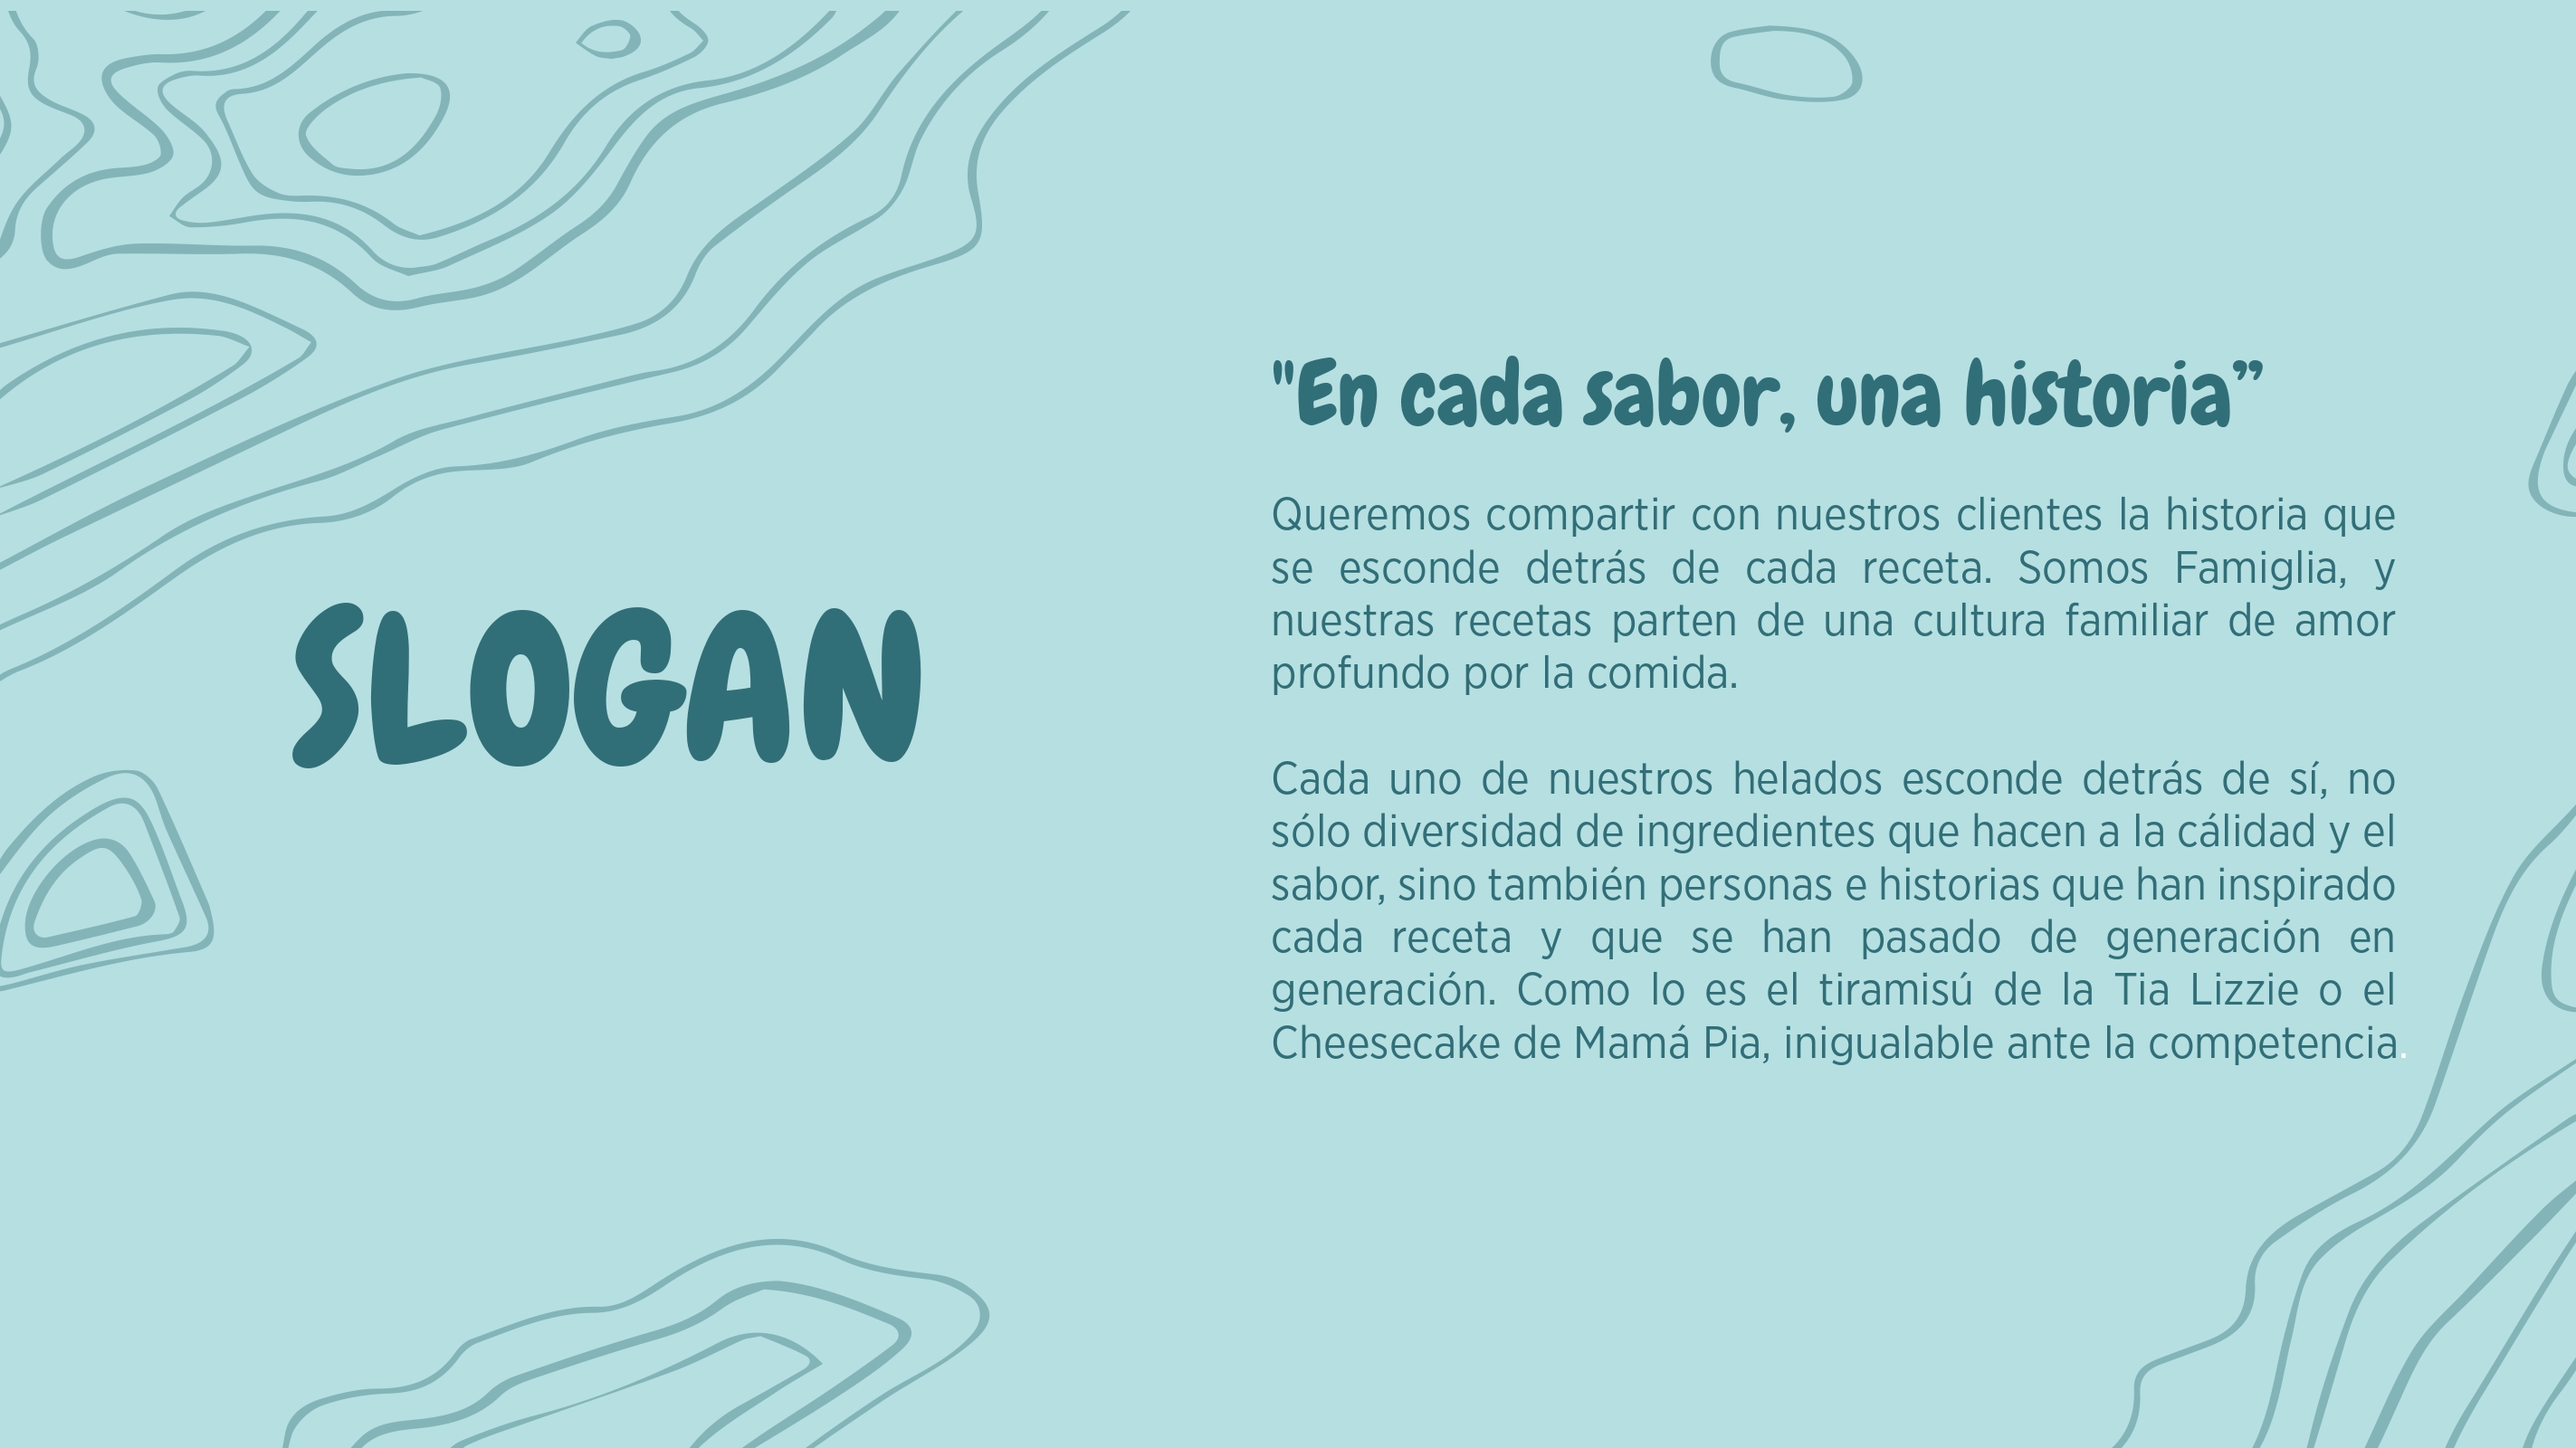 SLOGAN
"En cada sabor, una historia”
Queremos compartir con nuestros clientes la historia que
se esconde detrás de cada receta. Somos Famiglia, y
nuestras recetas parten de una cultura familiar de amor
profundo por la comida.
Cada uno de nuestros helados esconde detrás de sí, no
sólo diversidad de ingredientes que hacen a la cálidad y el
sabor, sino también personas e historias que han inspirado
cada receta y que se han pasado de generación en
generación. Como lo es el tiramisú de la Tia Lizzie o el
Cheesecake de Mamá Pia, inigualable ante la competencia.